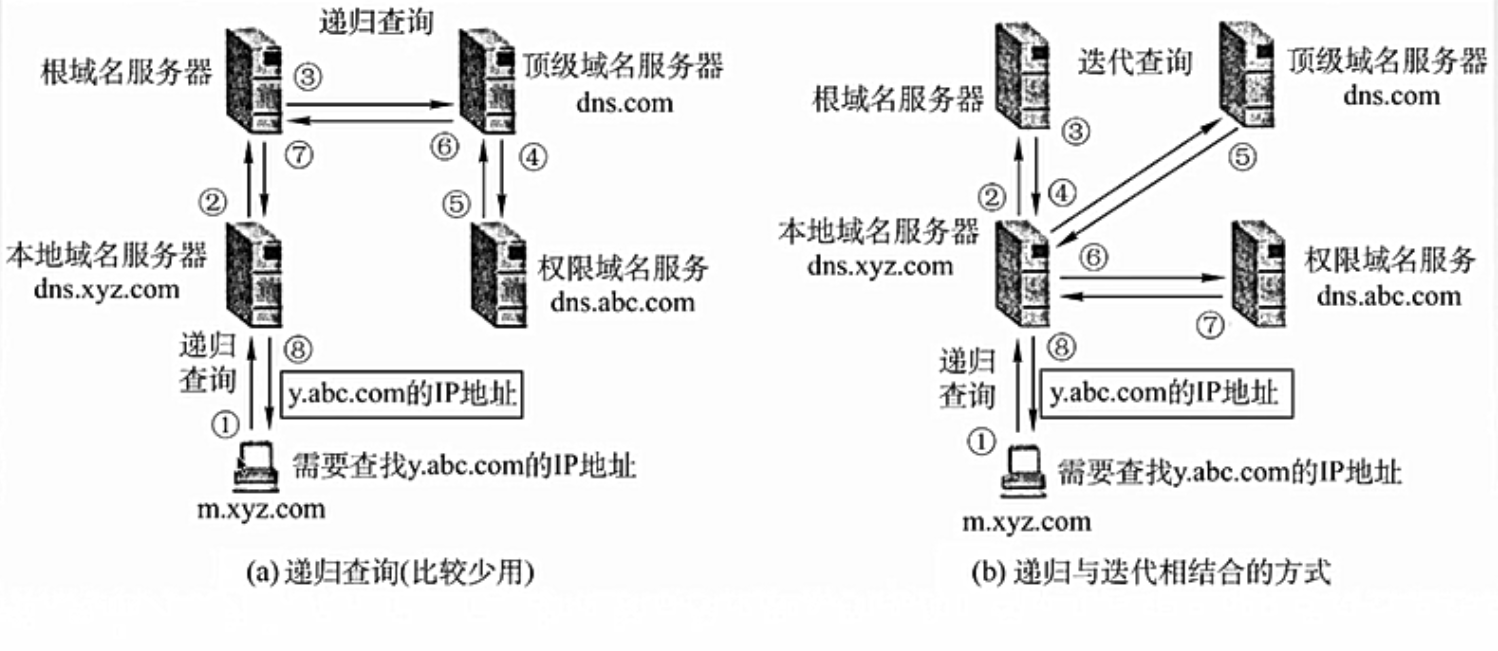 递归查询
根域名服务器
③
顶级域名服务器
dns.com
⑥
⑦
④
②
⑤
本地域名服务器
dns.xyz.com
权限域名服务
dns.abc.com
递归
查询
⑧
y.abc.com的IP地址
①
需要查找y.abc.com的IP地址
m.xyz.com
(a) 递归查询(比较少用)
迭代查询
顶级域名服务器
dns.com
根域名服务器
③
⑤
②
④
本地域名服务器
dns.xyz.com
⑥
权限域名服务
dns.abc.com
⑦
递归
查询
⑧
y.abc.com的IP地址
①
需要查找y.abc.com的IP地址
m.xyz.com
(b) 递归与迭代相结合的方式